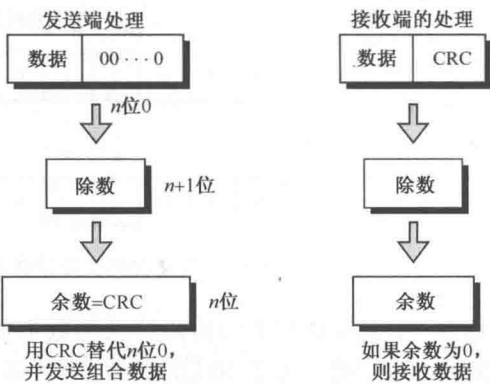 发送端处理
数据 00···0
n位0
除数 n+1位
余数=CRC n位
用CRC替代n位0，
并发送组合数据
接收端的处理
数据 CRC
除数
余数
如果余数为0，
则接收数据